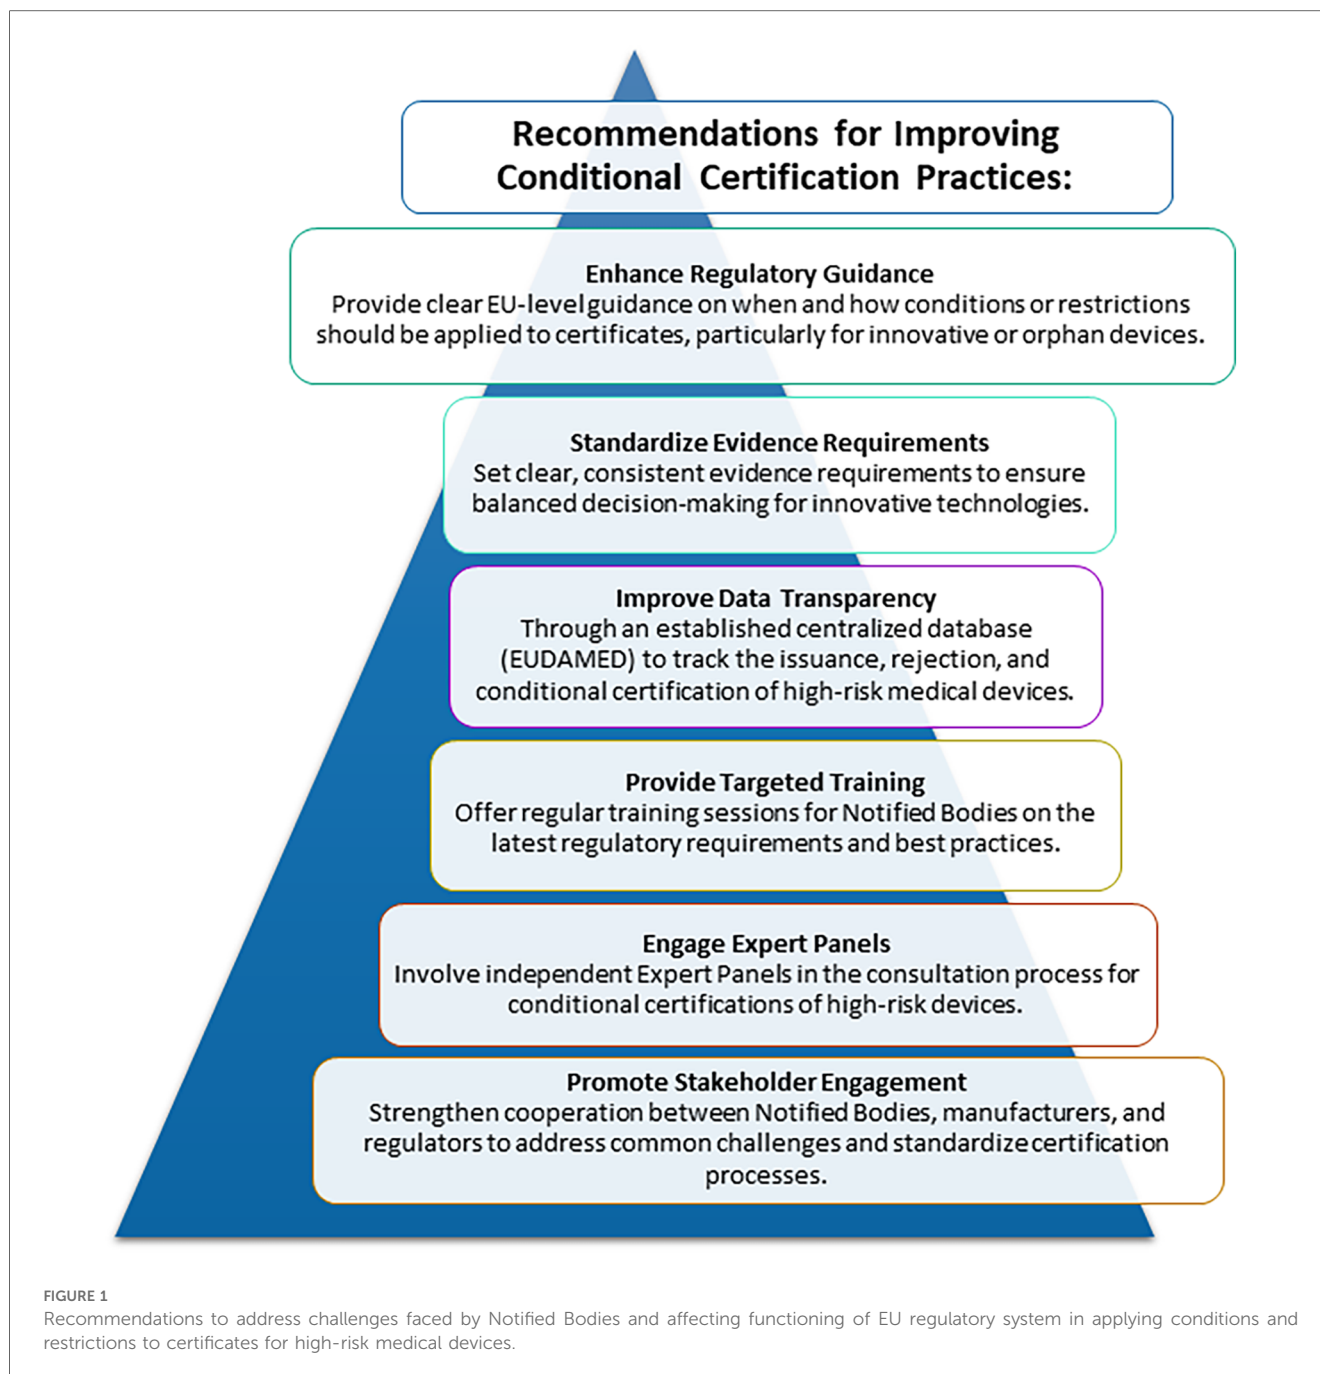 Recommendations for Improving
Conditional Certification Practices:
Enhance Regulatory Guidance
Provide clear EU-level guidance on when and how conditions or restrictions
should be applied to certificates, particularly for innovative or orphan devices.
Standardize Evidence Requirements
Set clear, consistent evidence requirements to ensure
balanced decision-making for innovative technologies.
Improve Data Transparency
Through an established centralized database
(EUDAMED) to track the issuance, rejection, and
conditional certification of high-risk medical devices.
Provide Targeted Training
Offer regular training sessions for Notified Bodies on the
latest regulatory requirements and best practices.
Engage Expert Panels
Involve independent Expert Panels in the consultation process for
conditional certifications of high-risk devices.
Promote Stakeholder Engagement
Strengthen cooperation between Notified Bodies, manufacturers, and
regulators to address common challenges and standardize certification
processes.
FIGURE 1
Recommendations to address challenges faced by Notified Bodies and affecting functioning of EU regulatory system in applying conditions and
restrictions to certificates for high-risk medical devices.